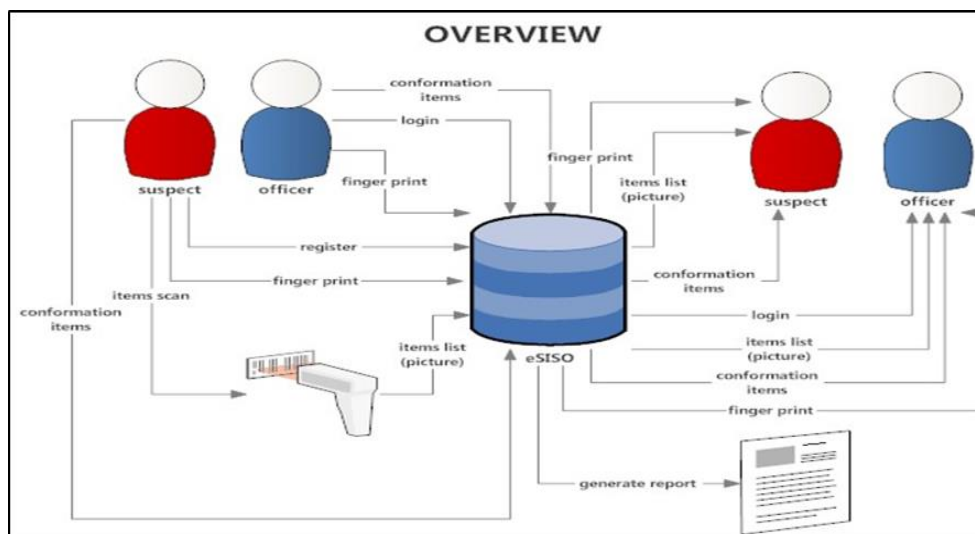 OVERVIEW
conformation
items
login
finger print
suspect
officer
register
finger print
items scan
conformation
items
items list
(picture)
eSISO
finger print
items list
(picture)
suspect
officer
conformation
items
login
items list
(picture)
conformation
items
finger print
generate report